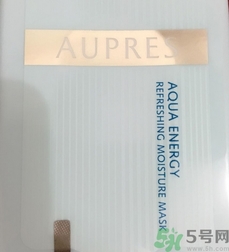 AUPRES
AQUA ENERGY
REFRESHING MOISTURE MASK
5号网